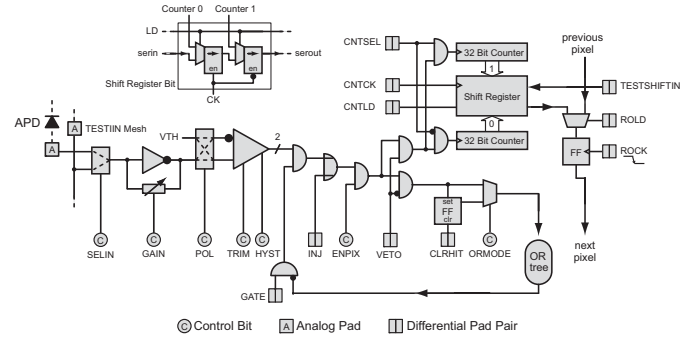 Counter 0 Counter 1
LD
serin
serout
en
en
Shift Register Bit
CK
CNTSEL
32 Bit Counter
previous
pixel
1
CNTCK
Shift Register
TESTSHIFTIN
CNTLD
0
ROLD
32 Bit Counter
FF
ROCK
APD
A TESTIIN Mesh
A
VTH
2
set
FF
clr
C C C C C C C
SELIN GAIN POL TRIM HYST INJ ENPIX VETO CLRHIT ORMODE
next
pixel
OR
tree
GATE
C Control Bit A Analog Pad Differential Pad Pair